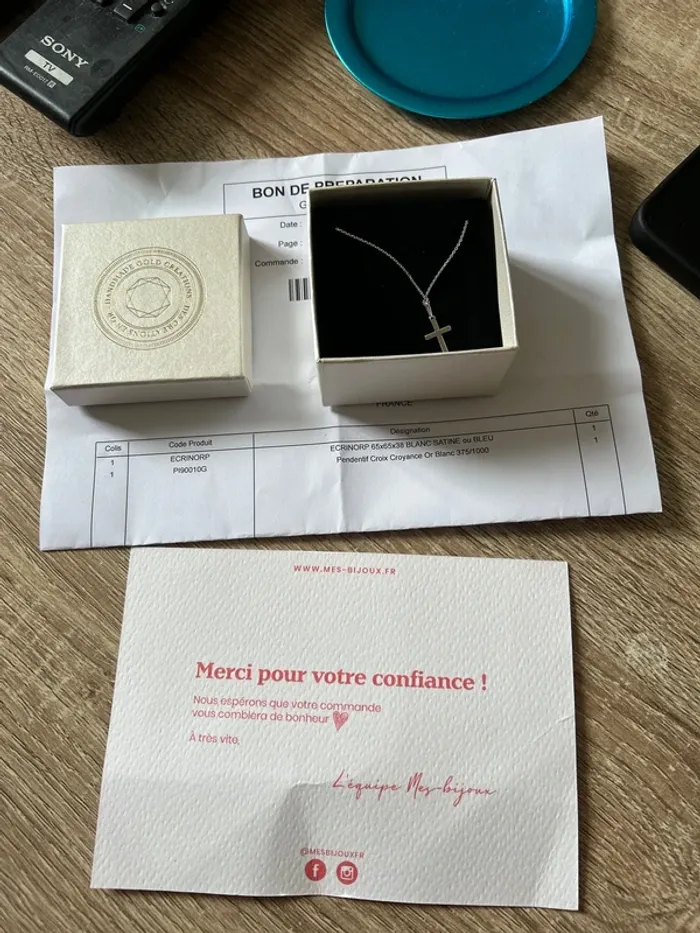 SONY
TV
BON DE PREPARATION
G
Date :
Page :
Commande :
HANDMADE GOLD CREATIONS
FRANCE
Colis Code Produit Désignation Qté
1 ECRINORP ECRINORP 65x65x38 BLANC SATINE ou BLEU 1
1 PI90010G Pendentif Croix Croyance Or Blanc 375/1000 1
WWW.MES-BIJOUX.FR
Merci pour votre confiance !
Nous espérons que votre commande
vous comblera de bonheur
À très vite,
L'équipe Mes-bijoux
@MESBIJOUXFR